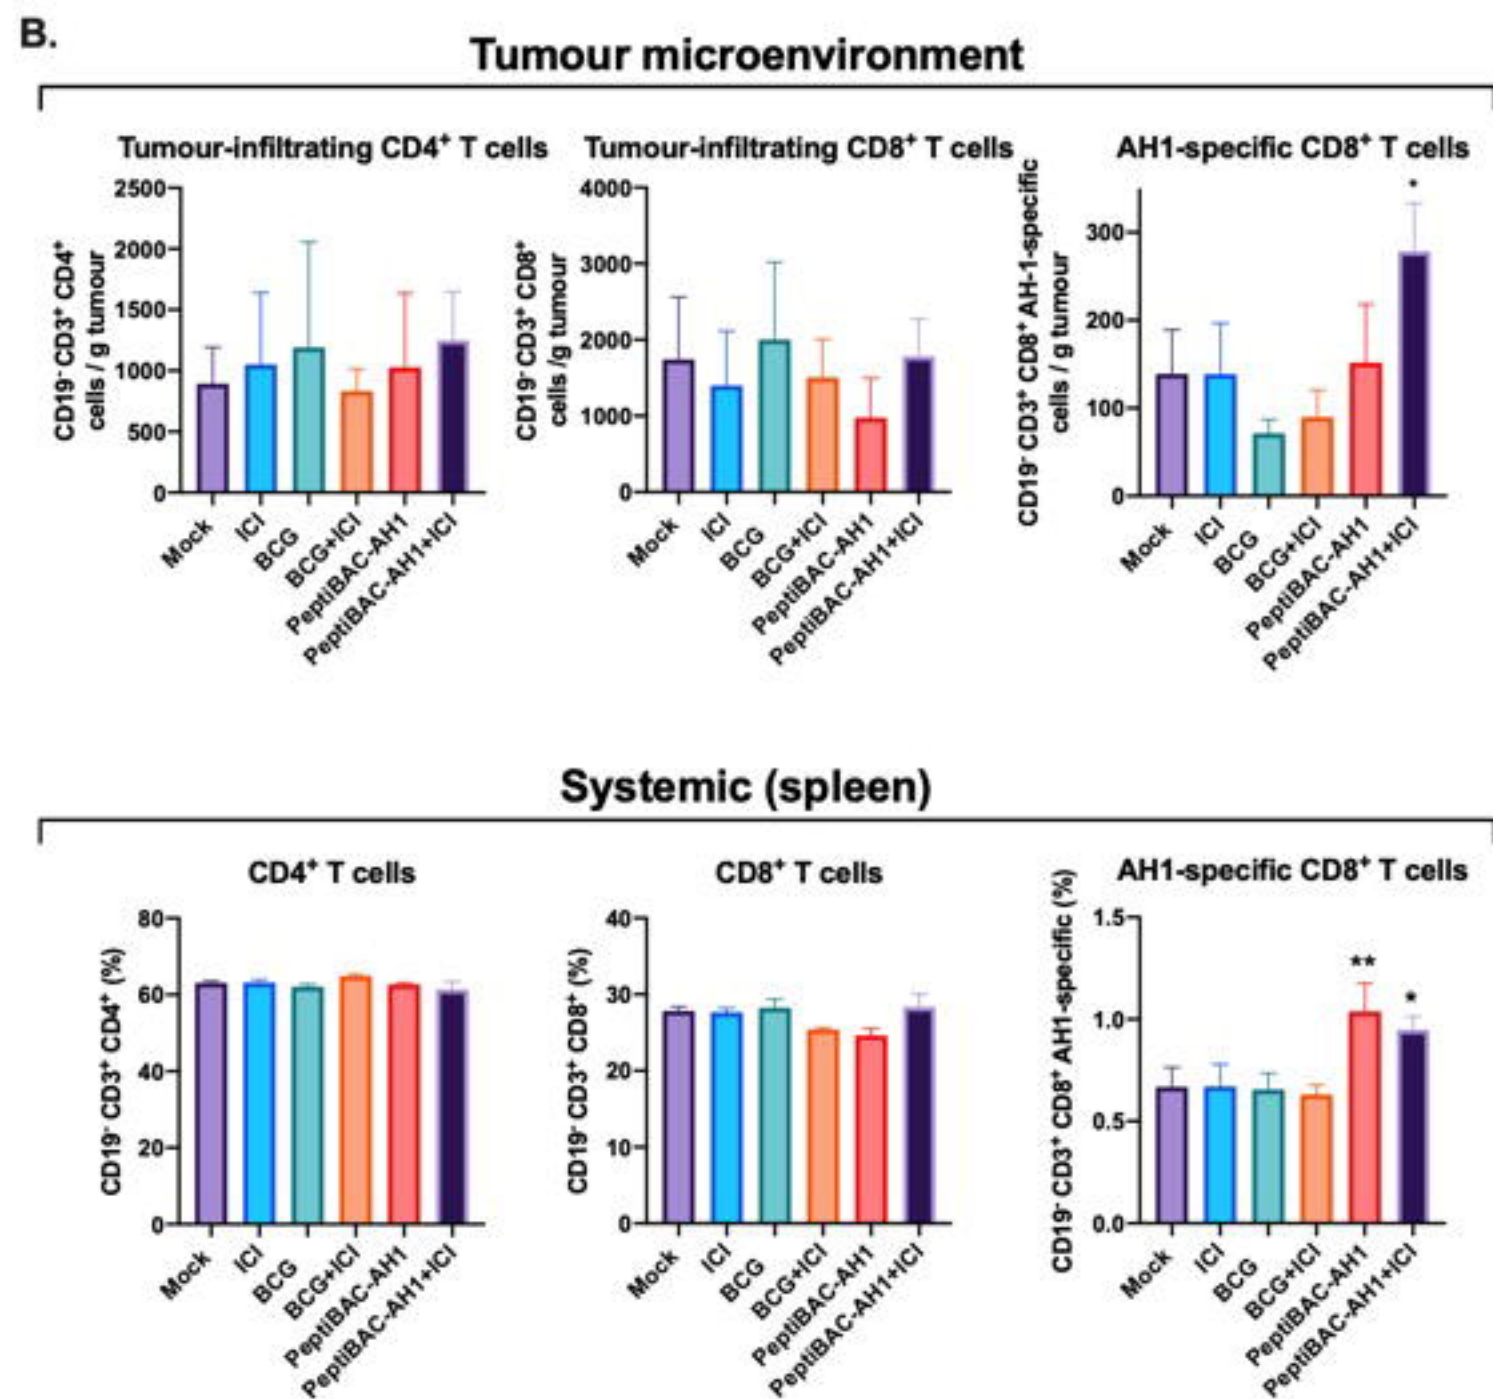 B.
Tumour microenvironment
Tumour-infiltrating CD4⁺ T cells
CD19⁻ CD3⁺ CD4⁺
cells / g tumour
2500
2000
1500
1000
500
0
Mock
ICI
BCG
BCG+ICI
PeptiBAC-AH1
PeptiBAC-AH1+ICI
Tumour-infiltrating CD8⁺ T cells
CD19⁻ CD3⁺ CD8⁺
cells /g tumour
4000
3000
2000
1000
0
Mock
ICI
BCG
BCG+ICI
PeptiBAC-AH1
PeptiBAC-AH1+ICI
AH1-specific CD8⁺ T cells
CD19⁻ CD3⁺ CD8⁺ AH-1-specific
cells / g tumour
300
200
100
0
*
Mock
ICI
BCG
BCG+ICI
PeptiBAC-AH1
PeptiBAC-AH1+ICI
Systemic (spleen)
CD4⁺ T cells
CD19⁻ CD3⁺ CD4⁺ (%)
80
60
40
20
0
Mock
ICI
BCG
BCG+ICI
PeptiBAC-AH1
PeptiBAC-AH1+ICI
CD8⁺ T cells
CD19⁻ CD3⁺ CD8⁺ (%)
40
30
20
10
0
Mock
ICI
BCG
BCG+ICI
PeptiBAC-AH1
PeptiBAC-AH1+ICI
AH1-specific CD8⁺ T cells
CD19⁻ CD3⁺ CD8⁺ AH1-specific (%)
1.5
1.0
0.5
0.0
**
*
Mock
ICI
BCG
BCG+ICI
PeptiBAC-AH1
PeptiBAC-AH1+ICI